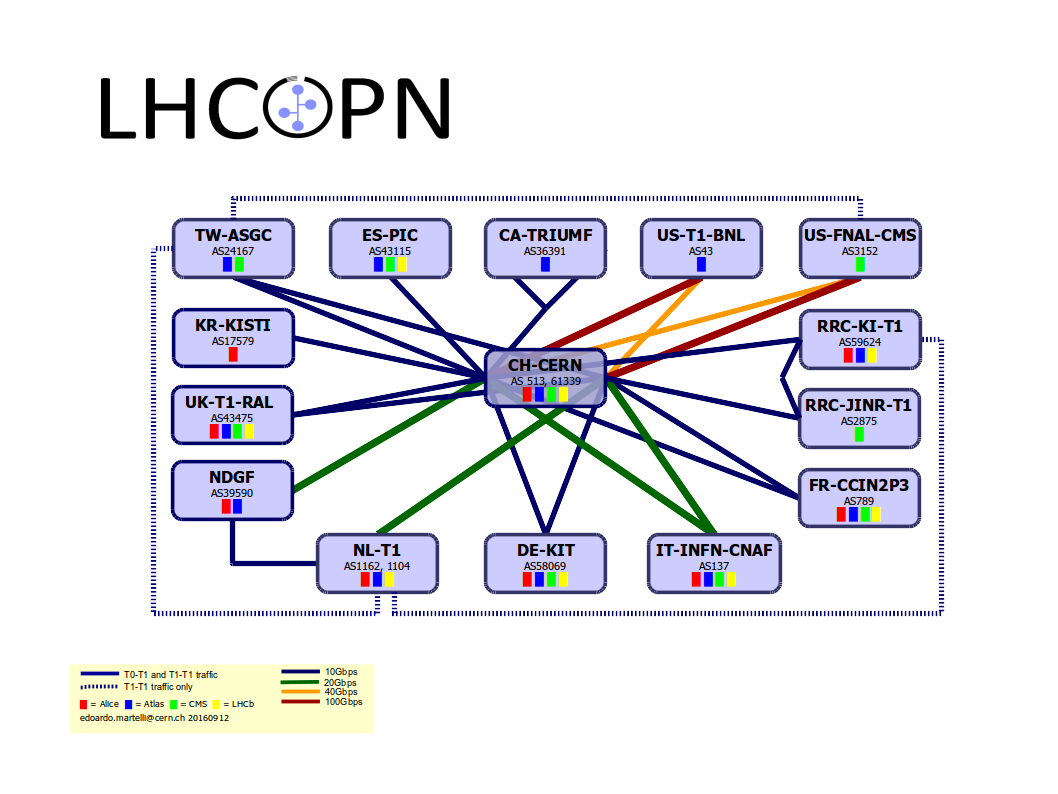 LHCOPN
TW-ASGC
AS24167
ES-PIC
AS43115
CA-TRIUMF
AS36391
US-T1-BNL
AS43
US-FNAL-CMS
AS3152
KR-KISTI
AS17579
RRC-KI-T1
AS59624
CH-CERN
AS 513, 61339
UK-T1-RAL
AS43475
RRC-JINR-T1
AS2875
NDGF
AS39590
FR-CCIN2P3
AS789
NL-T1
AS1162, 1104
DE-KIT
AS58069
IT-INFN-CNAF
AS137
T0-T1 and T1-T1 traffic
T1-T1 traffic only
= Alice = Atlas = CMS = LHCb
edoardo.martelli@cern.ch 20160912
10Gbps
20Gbps
40Gbps
100Gbps